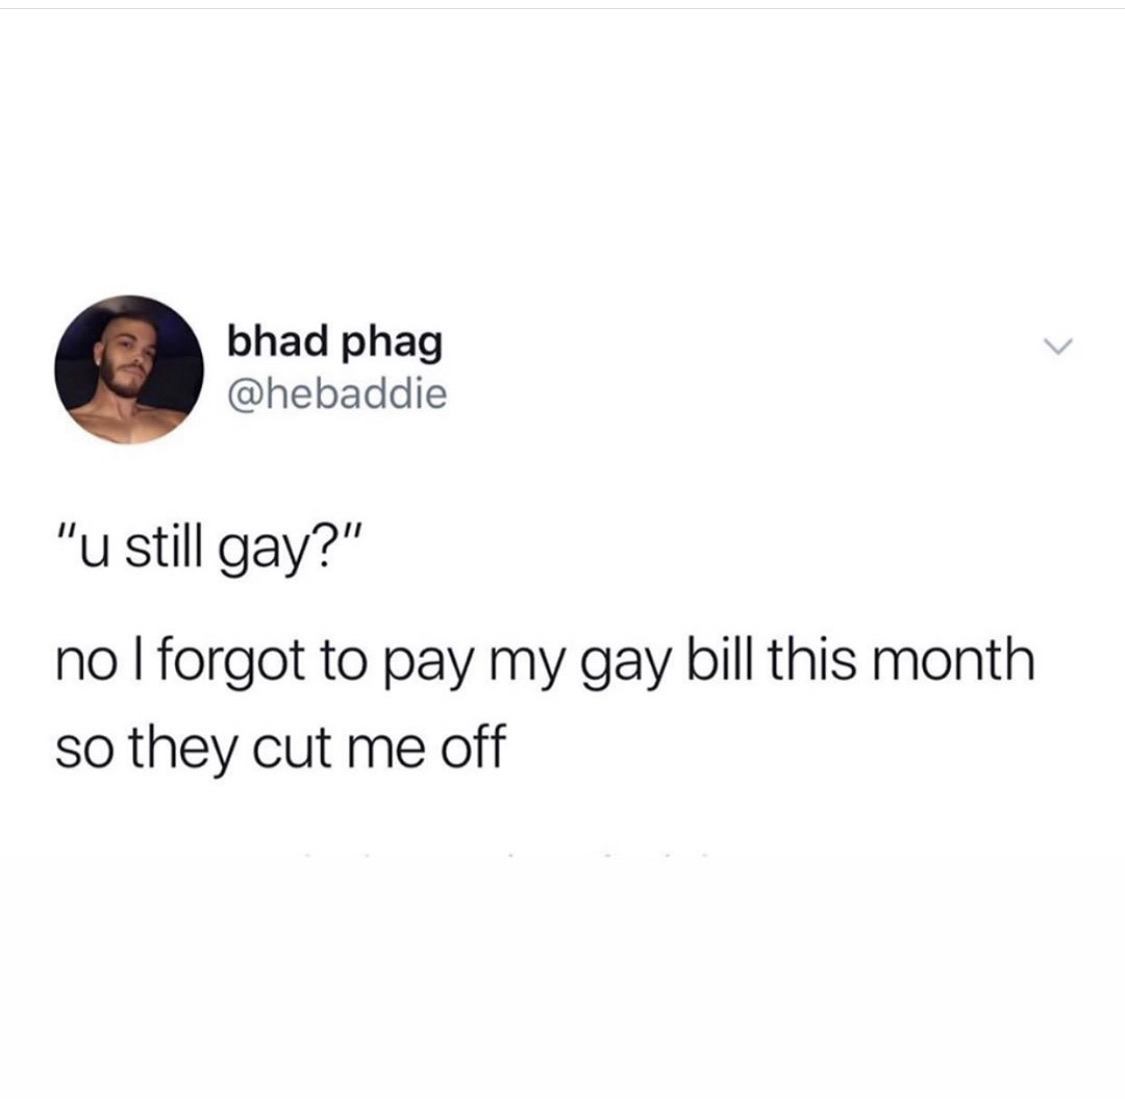 bhad phag
@hebaddie
"u still gay?"
no I forgot to pay my gay bill this month
so they cut me off